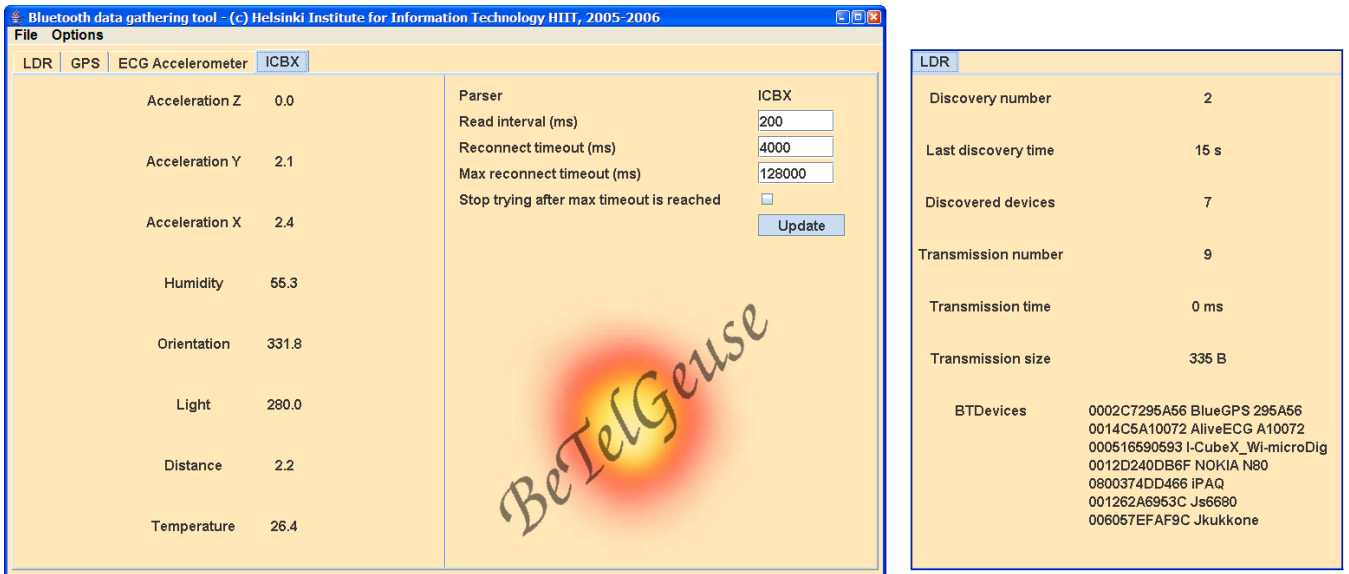 Bluetooth data gathering tool - (c) Helsinki Institute for Information Technology HIIT, 2005-2006
File Options
LDR GPS ECG Accelerometer ICBX
Acceleration Z 0.0
Acceleration Y 2.1
Acceleration X 2.4
Humidity 55.3
Orientation 331.8
Light 280.0
Distance 2.2
Temperature 26.4
Parser ICBX
Read interval (ms) 200
Reconnect timeout (ms) 4000
Max reconnect timeout (ms) 128000
Stop trying after max timeout is reached
Update
BeTelGeuse
LDR
Discovery number 2
Last discovery time 15 s
Discovered devices 7
Transmission number 9
Transmission time 0 ms
Transmission size 335 B
BTDevices 0002C7295A56 BlueGPS 295A56
0014C5A10072 AliveECG A10072
000516590593 I-CubeX_Wi-microDig
0012D240DB6F NOKIA N80
0800374DD466 iPAQ
001262A6953C Js6680
006057EFAF9C Jkukkone